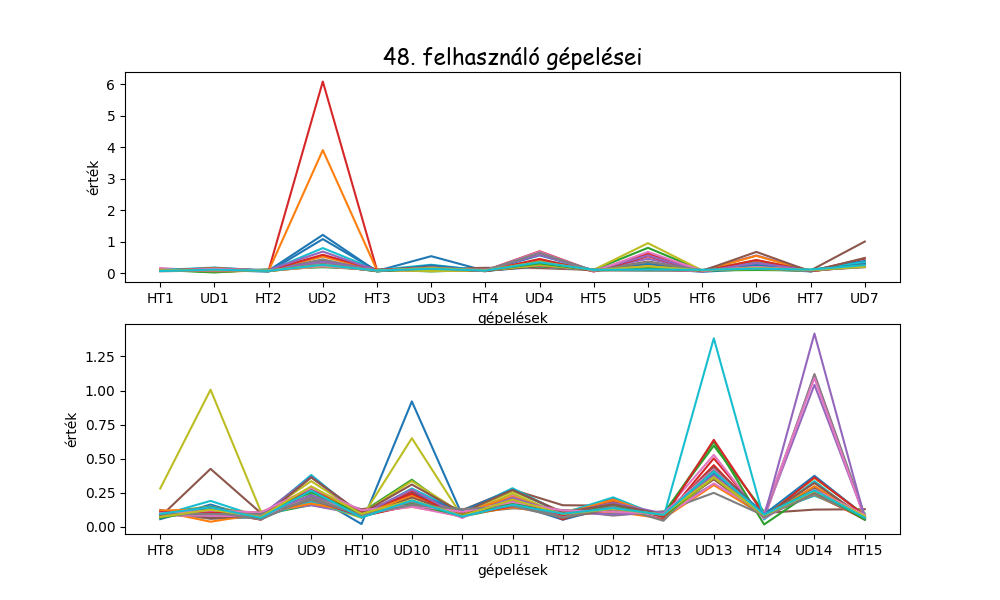 48. felhasználó gépelései
6
5
4
3
2
1
0
érték
HT1 UD1 HT2 UD2 HT3 UD3 HT4 UD4 HT5 UD5 HT6 UD6 HT7 UD7
gépelések
1.25
1.00
0.75
0.50
0.25
0.00
érték
HT8 UD8 HT9 UD9 HT10 UD10 HT11 UD11 HT12 UD12 HT13 UD13 HT14 UD14 HT15
gépelések